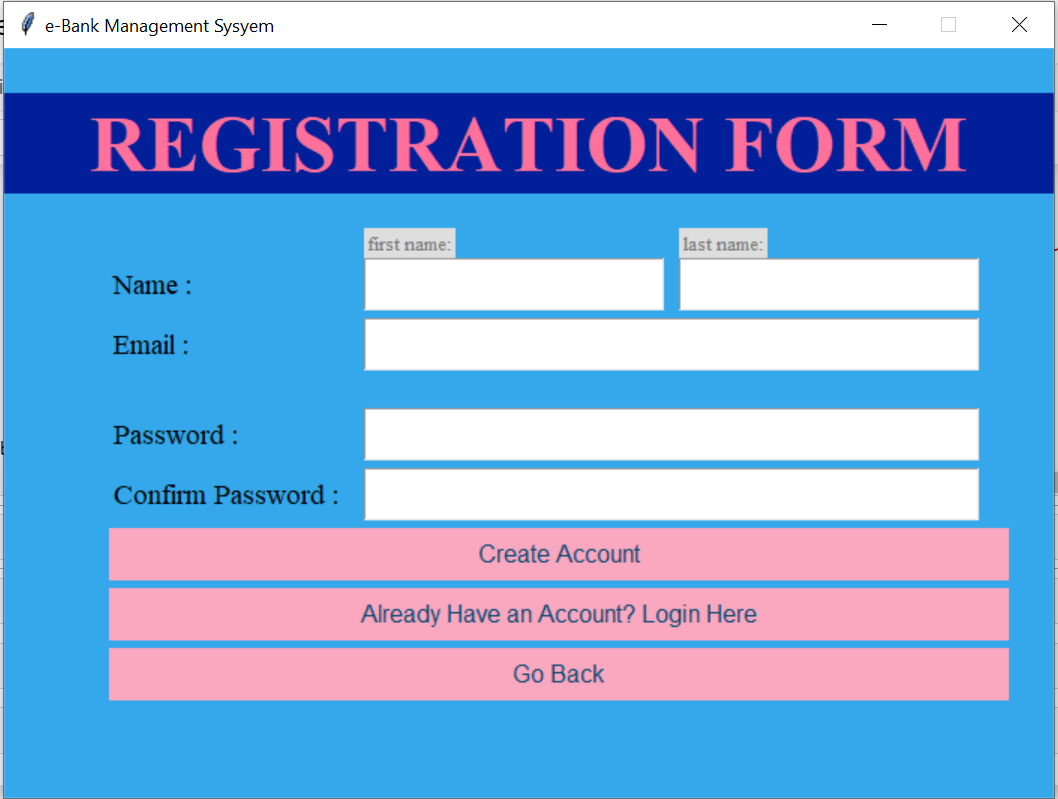 e-Bank Management Sysyem
REGISTRATION FORM
first name: last name:
Name :
Email :
Password :
Confirm Password :
Create Account
Already Have an Account? Login Here
Go Back